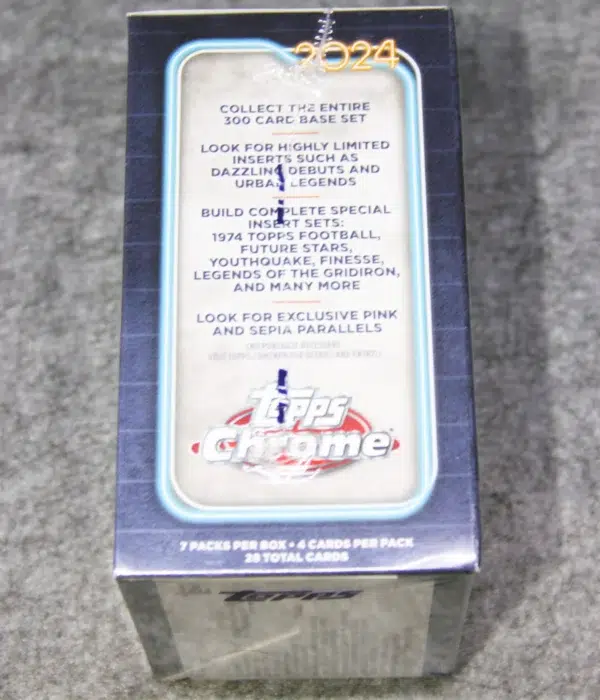 2024
COLLECT THE ENTIRE
300 CARD BASE SET
LOOK FOR HIGHLY LIMITED
INSERTS SUCH AS
DAZZLING DEBUTS AND
URBAN LEGENDS
BUILD COMPLETE SPECIAL
INSERT SETS:
1974 TOPPS FOOTBALL,
FUTURE STARS,
YOUTHQUAKE, FINESSE,
LEGENDS OF THE GRIDIRON,
AND MANY MORE
LOOK FOR EXCLUSIVE PINK
AND SEPIA PARALLELS
Topps
Chrome
7 PACKS PER BOX • 4 CARDS PER PACK
28 TOTAL CARDS
Topps